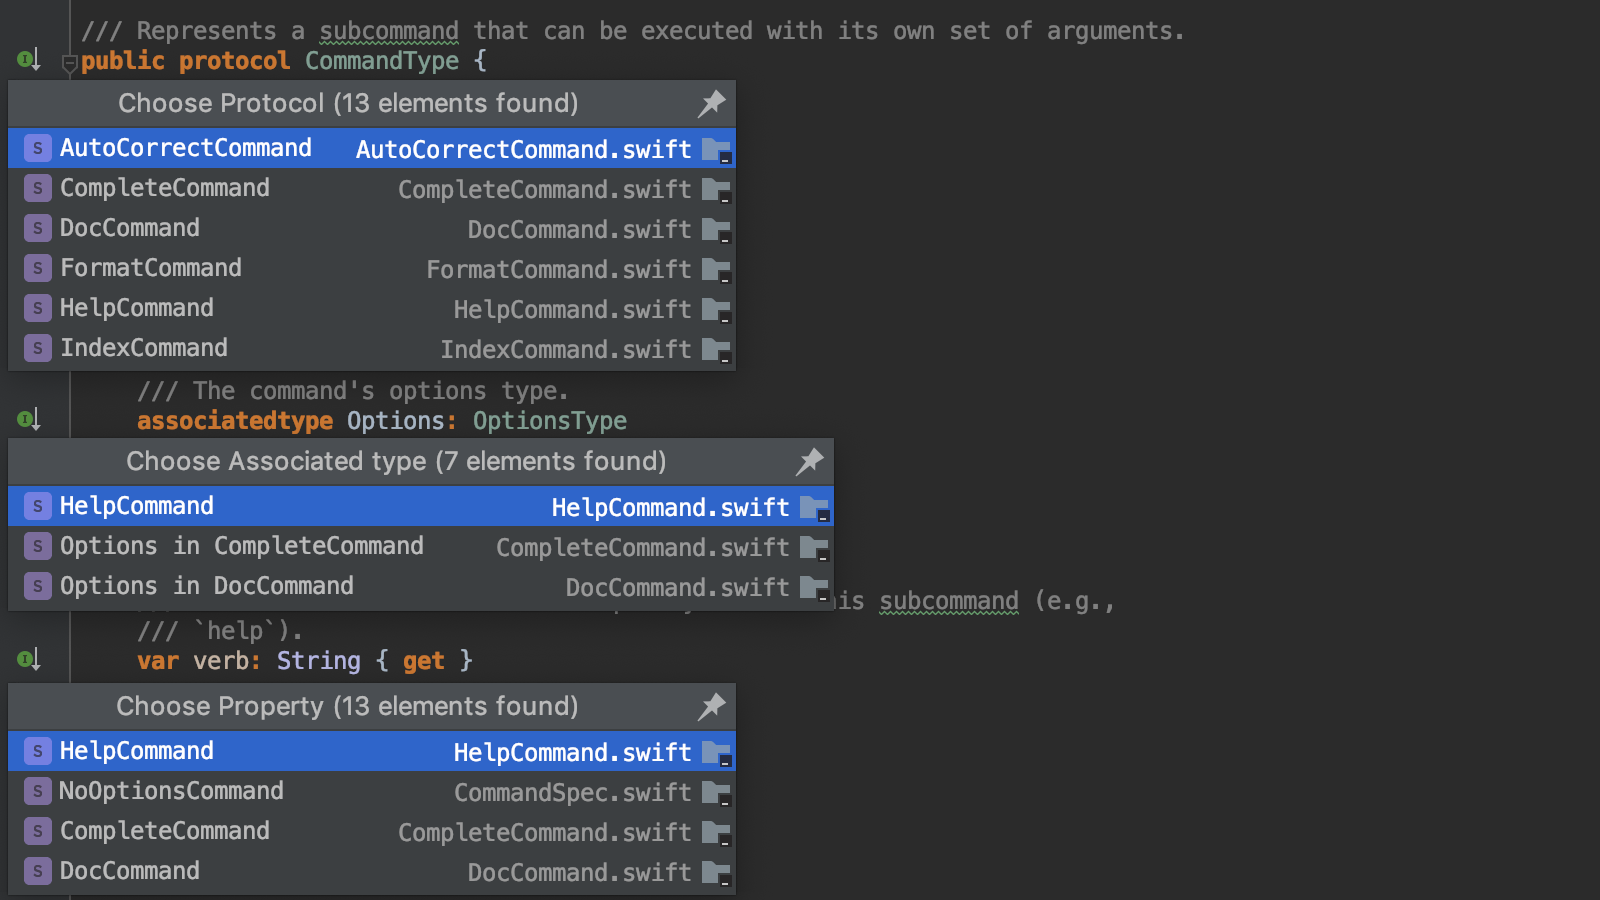 /// Represents a subcommand that can be executed with its own set of arguments.
public protocol CommandType {
Choose Protocol (13 elements found)
S AutoCorrectCommand AutoCorrectCommand.swift
S CompleteCommand CompleteCommand.swift
S DocCommand DocCommand.swift
S FormatCommand FormatCommand.swift
S HelpCommand HelpCommand.swift
S IndexCommand IndexCommand.swift
/// The command's options type.
associatedtype Options: OptionsType
Choose Associated type (7 elements found)
S HelpCommand HelpCommand.swift
S Options in CompleteCommand CompleteCommand.swift
S Options in DocCommand DocCommand.swift
subcommand (e.g.,
/// `help`).
var verb: String { get }
Choose Property (13 elements found)
S HelpCommand HelpCommand.swift
S NoOptionsCommand CommandSpec.swift
S CompleteCommand CompleteCommand.swift
S DocCommand DocCommand.swift